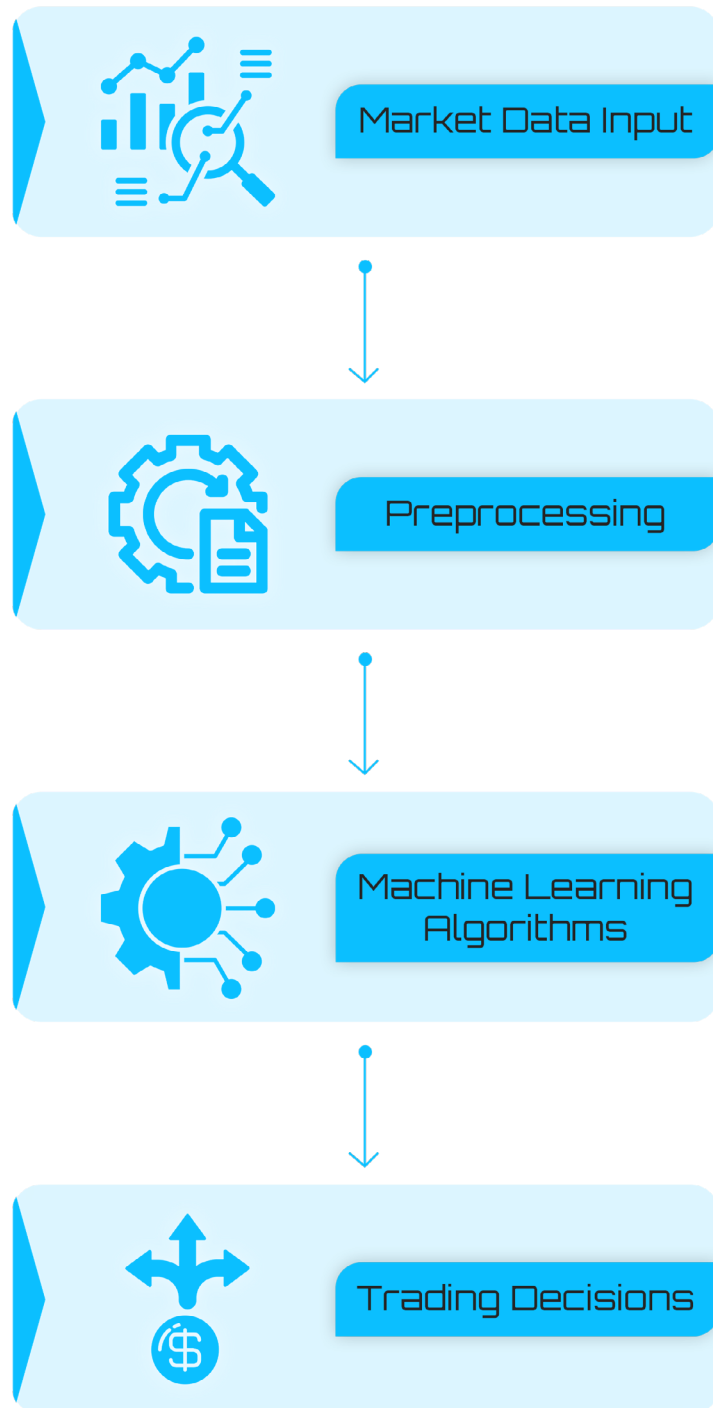 Market Data Input
Preprocessing
Machine Learning
Algorithms
Trading Decisions